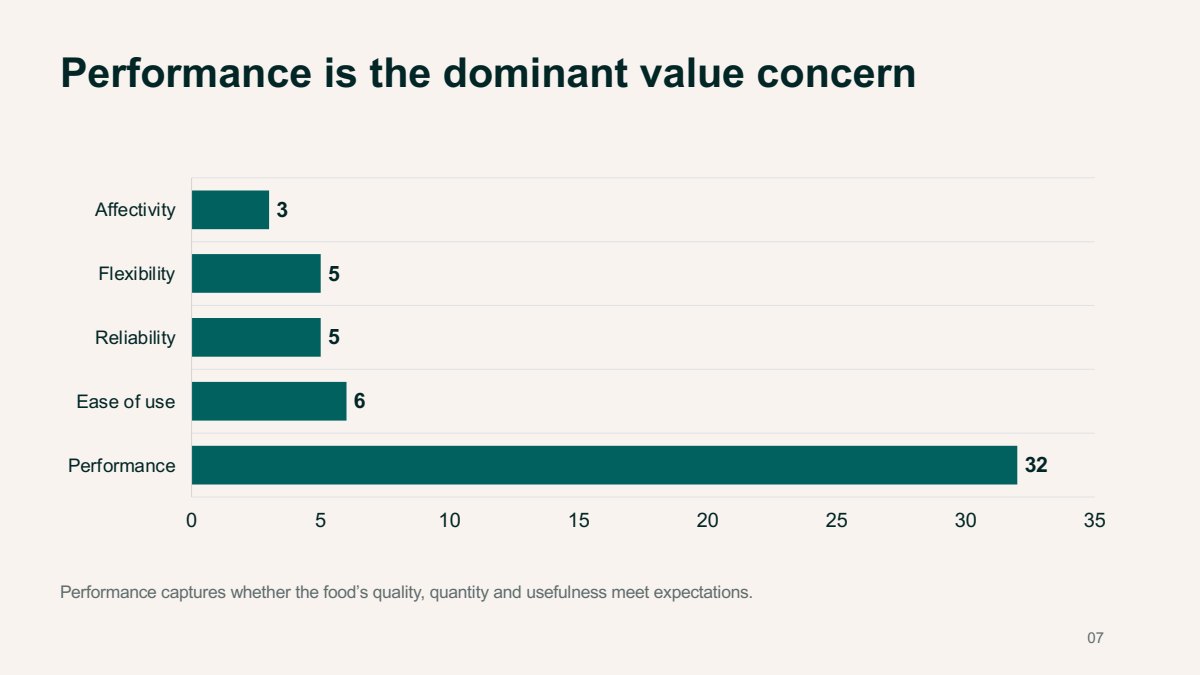 Performance is the dominant value concern
Affectivity 3
Flexibility 5
Reliability 5
Ease of use 6
Performance 32
0 5 10 15 20 25 30 35
Performance captures whether the food’s quality, quantity and usefulness meet expectations.
07